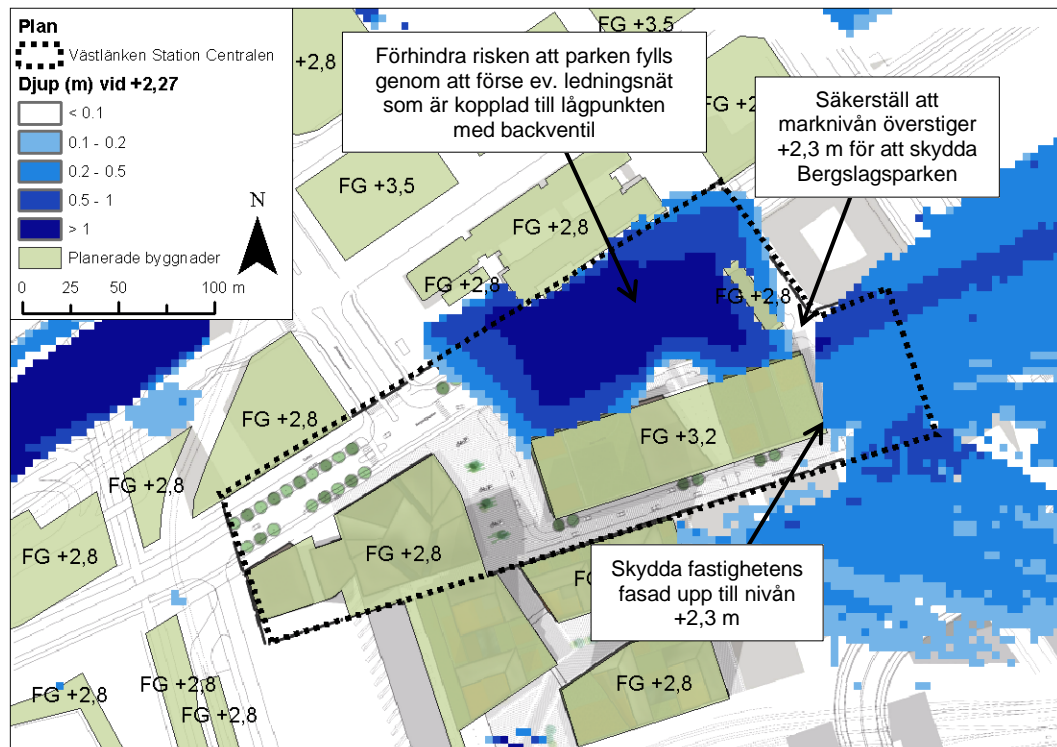 Plan
Västlänken Station Centralen
Djup (m) vid +2,27
< 0.1
0.1 - 0.2
0.2 - 0.5
0.5 - 1
> 1
Planerade byggnader
0 25 50 100 m
N
Förhindra risken att parken fylls
genom att förse ev. ledningsnät
som är kopplad till lågpunkten
med backventil
Säkerställ att
marknivån överstiger
+2,3 m för att skydda
Bergslagsparken
Skydda fastighetens
fasad upp till nivån
+2,3 m
+2,8
FG +3,5
FG +3,5
FG +2,8
FG +2,8
FG +2,8
FG +2,8
FG +2,8
FG +3,2
FG +2,8
FG +2,8
FG +2,8
FG +2,8
FG +2,8
FG +2,8
FG +2,8